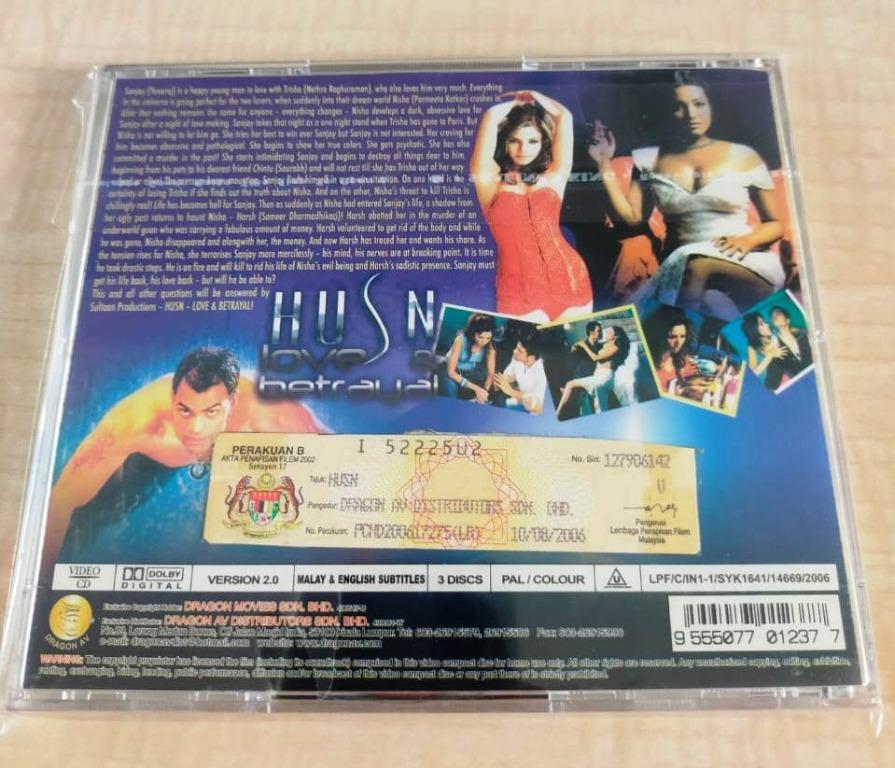 Sanjay (Yuvaraj) is a happy young man in love with Trisha (Nethra Raghuraman), who also loves him very much. Everything
in the universe is going perfect for the two lovers, when suddenly into their dream world Nisha (Parmeeta Katkar) crashes in.
After that nothing remains the same for anyone - everything changes - Nisha develops a dark, obsessive love for
Sanjay after a night of love making. Sanjay takes that night as a one night stand when Trisha has gone to Paris. But
Nisha is not willing to let him go. She tries her best to win over Sanjay but Sanjay is not interested. Her craving for
him becomes obsessive and pathological. She begins to show her true colors. She gets psychotic. She has also
committed a murder in the past! She starts intimidating Sanjay and begins to destroy all things dear to him,
beginning from his pets to his dearest friend Chintu (Saurabh) and will not rest till she has Trisha out of her way
Sanjay On one is the
certainty of losing Trisha if she finds out the truth about Nisha. And on the other, Nisha's threat to kill Trisha is
chillingly real! Life has become hell for Sanjay. Then as suddenly as Nisha had entered Sanjay's life, a shadow from
her ugly past returns to haunt Nisha - Harsh (Sameer Dharmadhikari)! Harsh abetted her in the murder of an
underworld goon who was carrying a fabulous amount of money. Harsh volunteered to get rid of the body and while
he was gone, Nisha disappeared and alongwith her, the money. And now Harsh has traced her and wants his share. As
the tension rises for Nisha, she terrorises Sanjay more mercilessly - his mind, his nerves are at breaking point. It is time
he took drastic steps. He is on fire and will kill to rid his life of Nisha's evil being and Harsh's sadistic presence. Sanjay must
get his life back, his love back - but will he be able to?
This and all other questions will be answered by
Sultaan Productions - HUSN - LOVE & BETRAYAL!
HUSN
love &
betrayal
PERAKUAN B
AKTA PENAPISAN FILEM 2002
Seksyen 17
I 5222502
No. Siri: 127906142
Tajuk: HUSN
U
Pengedar: DRAGON AV DISTRIBUTORS SDN. BHD.
No. Perakuan: 10/08/2006
Pengerusi
Lembaga Penapisan Filem
Malaysia
VIDEO
CD
DOLBY
DIGITAL
VERSION 2.0
MALAY & ENGLISH SUBTITLES
3 DISCS
PAL / COLOUR
U
LPF/C/IN1-1/SYK1641/14669/2006
DRAGON AV
Exclusive Copyright Holder: DRAGON MOVIES SDN. BHD.
Exclusive Distributor: DRAGON AV DISTRIBUTORS SDN. BHD.
Kuala Lumpur. Tel: 603-26915579, Fax:
e-mail: www.dragonav.com
WARNING: The copyright proprietor has licensed the film (including its soundtrack) comprised in this video compact disc for home use only. All other rights are reserved. Any unauthorized copying, editing, exhibition,
renting, exchanging, hiring, lending, public performance, diffusion and/or broadcast of this video compact disc or any part there of is strictly prohibited.
9 555077 01237 7